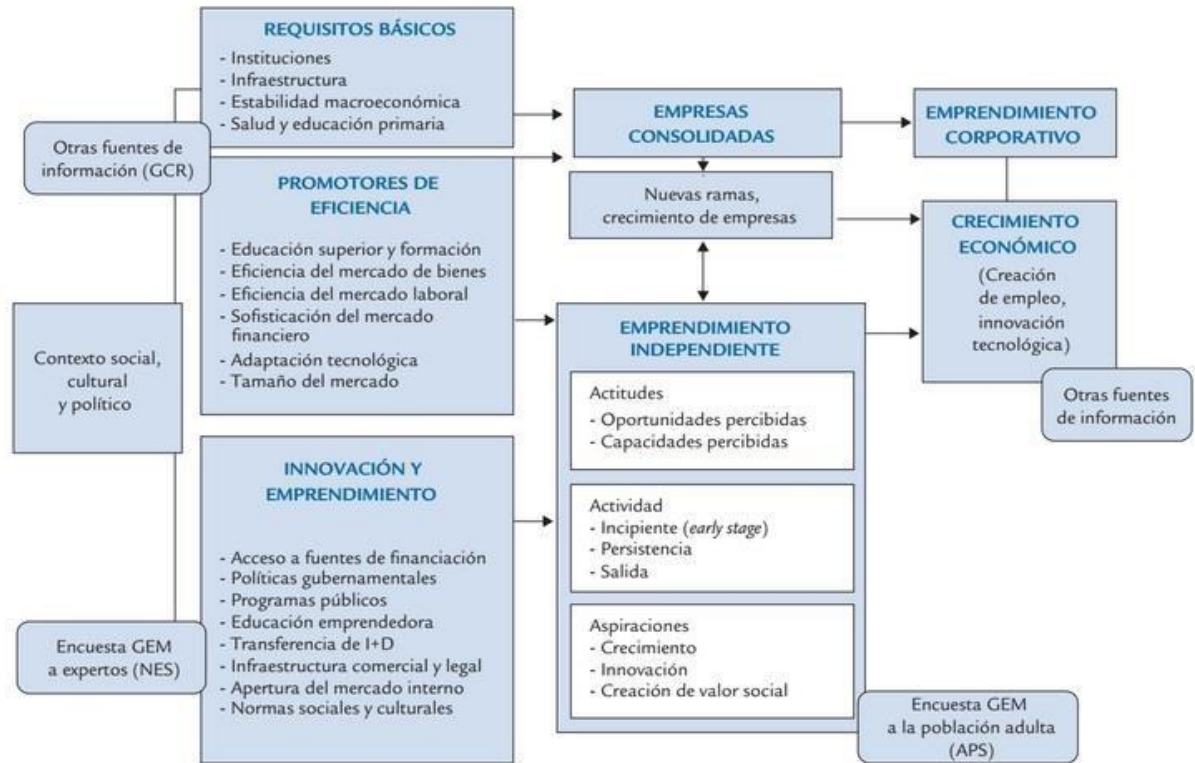 REQUISITOS BÁSICOS
- Instituciones
- Infraestructura
- Estabilidad macroeconómica
- Salud y educación primaria
Otras fuentes de
información (GCR)
PROMOTORES DE
EFICIENCIA
- Educación superior y formación
- Eficiencia del mercado de bienes
- Eficiencia del mercado laboral
- Sofisticación del mercado
financiero
- Adaptación tecnológica
- Tamaño del mercado
Contexto social,
cultural
y político
INNOVACIÓN Y
EMPRENDIMIENTO
- Acceso a fuentes de financiación
- Políticas gubernamentales
- Programas públicos
- Educación emprendedora
- Transferencia de I+D
- Infraestructura comercial y legal
- Apertura del mercado interno
- Normas sociales y culturales
Encuesta GEM
a expertos (NES)
EMPRESAS
CONSOLIDADAS
Nuevas ramas,
crecimiento de empresas
EMPRENDIMIENTO
INDEPENDIENTE
Actitudes
- Oportunidades percibidas
- Capacidades percibidas
Actividad
- Incipiente (early stage)
- Persistencia
- Salida
Aspiraciones
- Crecimiento
- Innovación
- Creación de valor social
Encuesta GEM
a la población adulta
(APS)
EMPRENDIMIENTO
CORPORATIVO
CRECIMIENTO
ECONÓMICO
(Creación
de empleo,
innovación
tecnológica)
Otras fuentes
de información